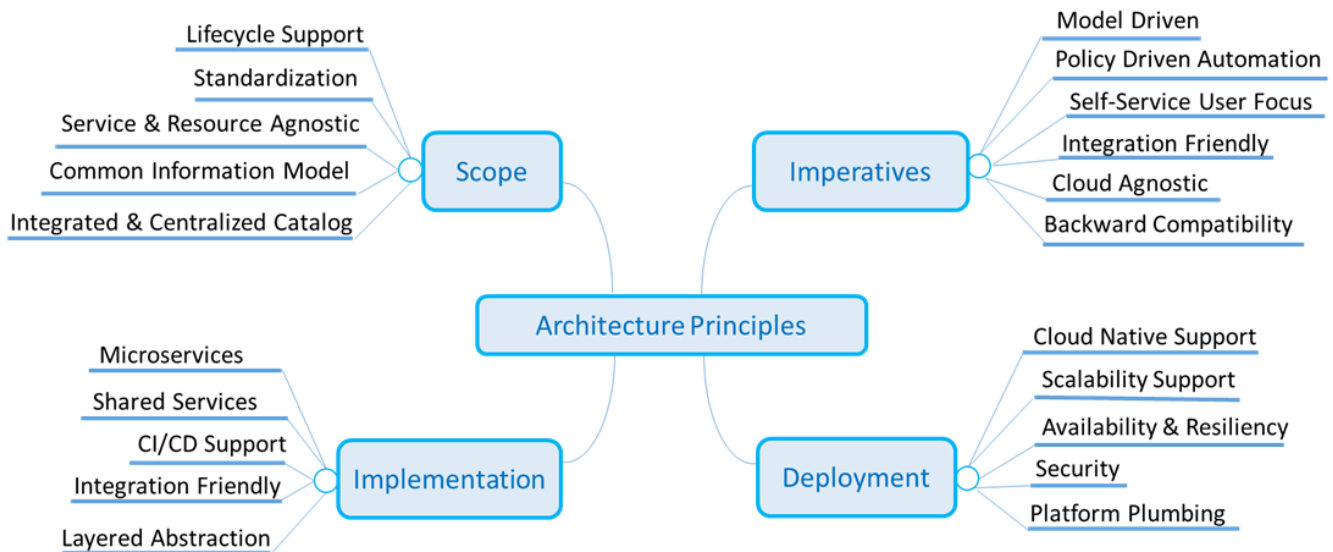 Lifecycle Support
Standardization
Service & Resource Agnostic
Common Information Model
Integrated & Centralized Catalog
Scope
Imperatives
Model Driven
Policy Driven Automation
Self-Service User Focus
Integration Friendly
Cloud Agnostic
Backward Compatibility
Architecture Principles
Microservices
Shared Services
CI/CD Support
Integration Friendly
Layered Abstraction
Implementation
Deployment
Cloud Native Support
Scalability Support
Availability & Resiliency
Security
Platform Plumbing